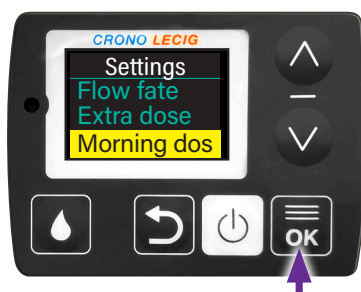 CRONO LECIG
Settings
Flow fate
Extra dose
Morning dos
OK